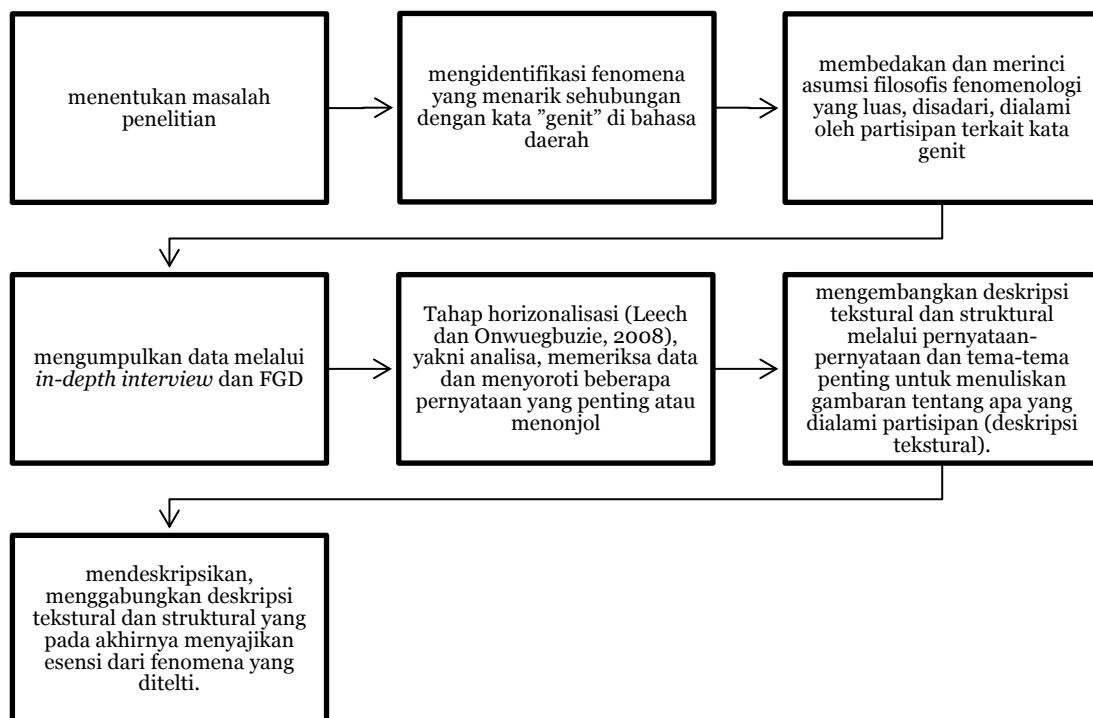 menentukan masalah
penelitian
mengidentifikasi fenomena
yang menarik sehubungan
dengan kata ”genit” di bahasa
daerah
membedakan dan merinci
asumsi filosofis fenomenologi
yang luas, disadari, dialami
oleh partisipan terkait kata
genit
mengumpulkan data melalui
in-depth interview dan FGD
Tahap horizonalisasi (Leech
dan Onwuegbuzie, 2008),
yakni analisa, memeriksa data
dan menyoroti beberapa
pernyataan yang penting atau
menonjol
mengembangkan deskripsi
tekstural dan struktural
melalui pernyataan-
pernyataan dan tema-tema
penting untuk menuliskan
gambaran tentang apa yang
dialami partisipan (deskripsi
tekstural).
mendeskripsikan,
menggabungkan deskripsi
tekstural dan struktural yang
pada akhirnya menyajikan
esensi dari fenomena yang
ditelti.